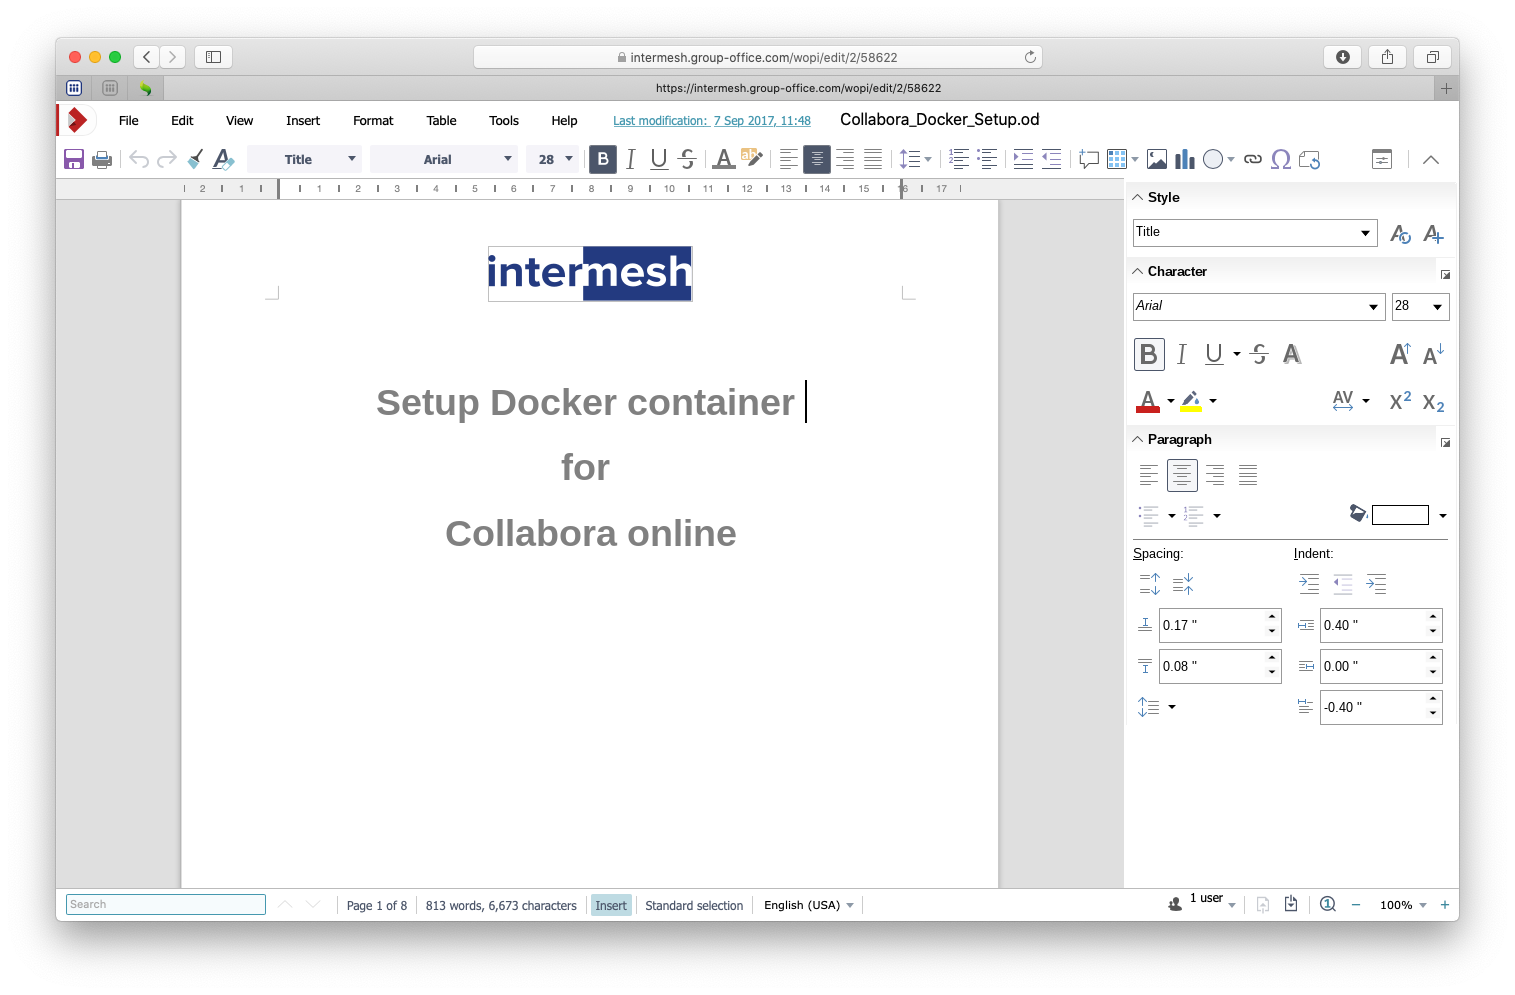 intermesh.group-office.com/wopi/edit/2/58622
https://intermesh.group-office.com/wopi/edit/2/58622
File Edit View Insert Format Table Tools Help Last modification: 7 Sep 2017, 11:48 Collabora_Docker_Setup.od
Title Arial 28 B I U S A ab A Ω
2 1 1 2 3 4 5 6 7 8 9 10 11 12 13 14 15 16 17
intermesh
Setup Docker container
for
Collabora online
Style
Title
Character
Arial 28
B I U S A A A
A AV X2 X2
Paragraph
Spacing: Indent:
0.17 " 0.40 "
0.08 " 0.00 "
-0.40 "
Search Page 1 of 8 813 words, 6,673 characters Insert Standard selection English (USA) 1 user 1 100%